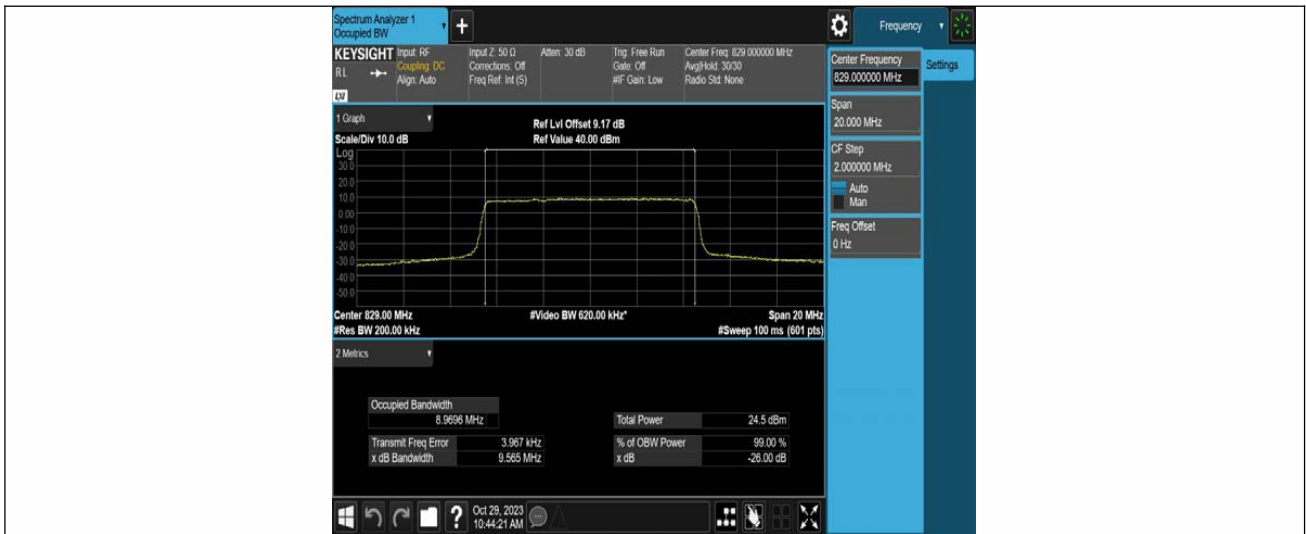 Spectrum Analyzer 1
Occupied BW
+
Frequency
KEYSIGHT
RL
LXI
Input: RF
Coupling: DC
Align: Auto
Input Z: 50 Ω
Corrections: Off
Freq Ref: Int (S)
Atten: 30 dB
Trig: Free Run
Gate: Off
#IF Gain: Low
Center Freq: 829.000000 MHz
Avg|Hold: 30/30
Radio Std: None
Center Frequency
829.000000 MHz
Settings
Span
20.000 MHz
CF Step
2.000000 MHz
Auto
Man
Freq Offset
0 Hz
1 Graph
Scale/Div 10.0 dB
Ref Lvl Offset 9.17 dB
Ref Value 40.00 dBm
Log
30.0
20.0
10.0
0.00
-10.0
-20.0
-30.0
-40.0
-50.0
Center 829.00 MHz
#Video BW 620.00 kHz*
Span 20 MHz
#Res BW 200.00 kHz
#Sweep 100 ms (601 pts)
2 Metrics
Occupied Bandwidth
8.9696 MHz
Total Power 24.5 dBm
Transmit Freq Error 3.967 kHz
% of OBW Power 99.00 %
x dB Bandwidth 9.565 MHz
x dB -26.00 dB
?
Oct 29, 2023
10:44:21 AM